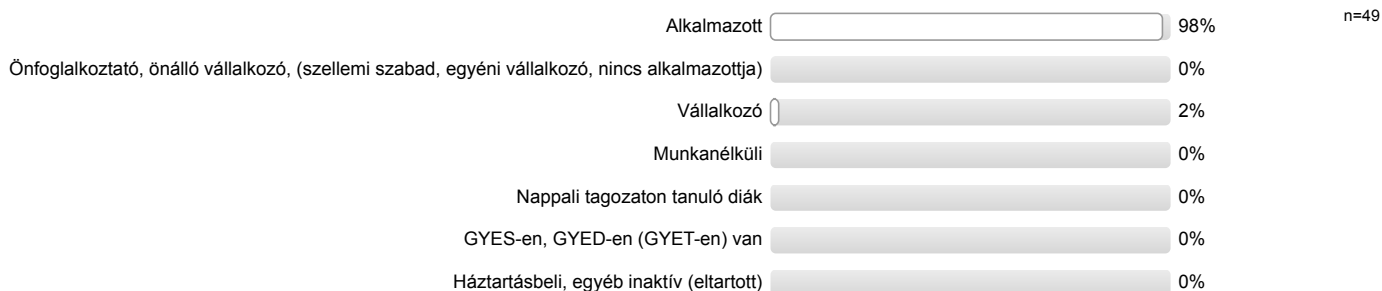 Alkalmazott 98% n=49
Önfoglalkoztató, önálló vállalkozó, (szellemi szabad, egyéni vállalkozó, nincs alkalmazottja) 0%
Vállalkozó 2%
Munkanélküli 0%
Nappali tagozaton tanuló diák 0%
GYES-en, GYED-en (GYET-en) van 0%
Háztartásbeli, egyéb inaktív (eltartott) 0%